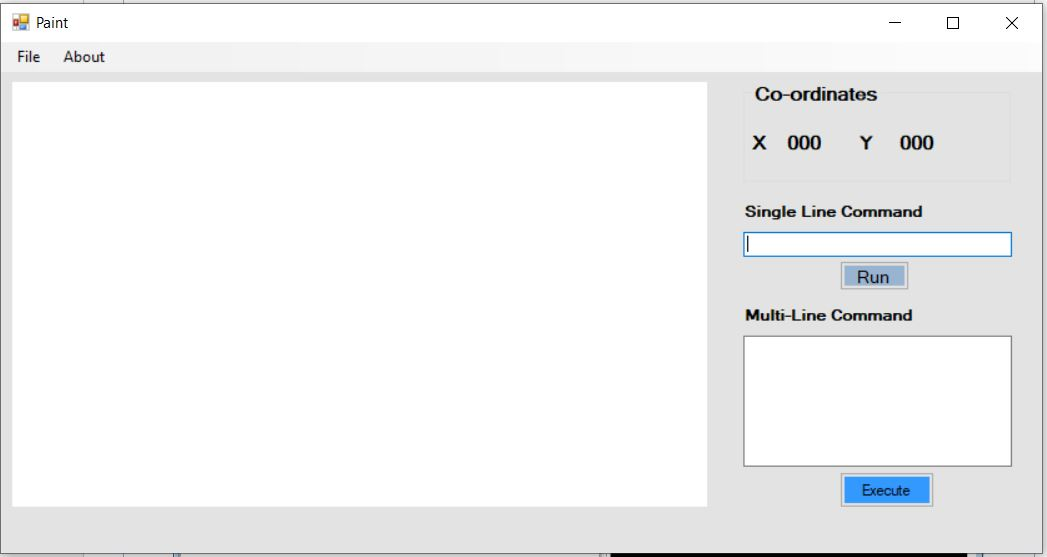 Paint
File About
Co-ordinates
X 000 Y 000
Single Line Command
Run
Multi-Line Command
Execute